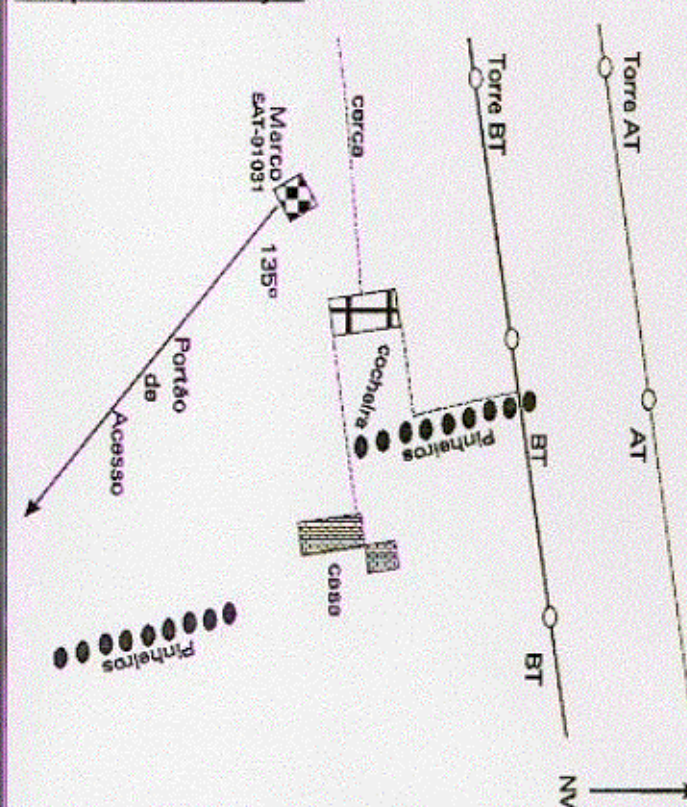 Torre AT
Torre BT
cerca
Marco
SAT-91031
135º
AT
BT
cocheira
Pinheiros
Portão
de
Acesso
casa
BT
Pinheiros
NV